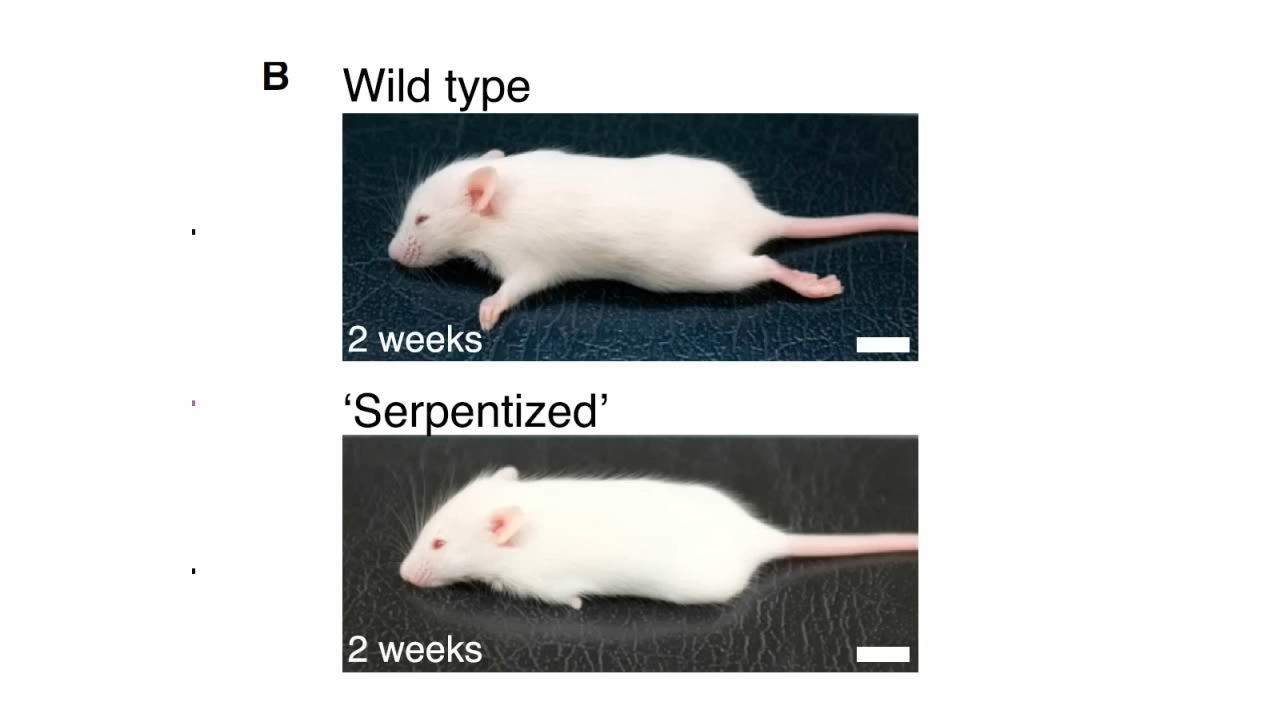 B
Wild type
2 weeks
‘Serpentized’
2 weeks